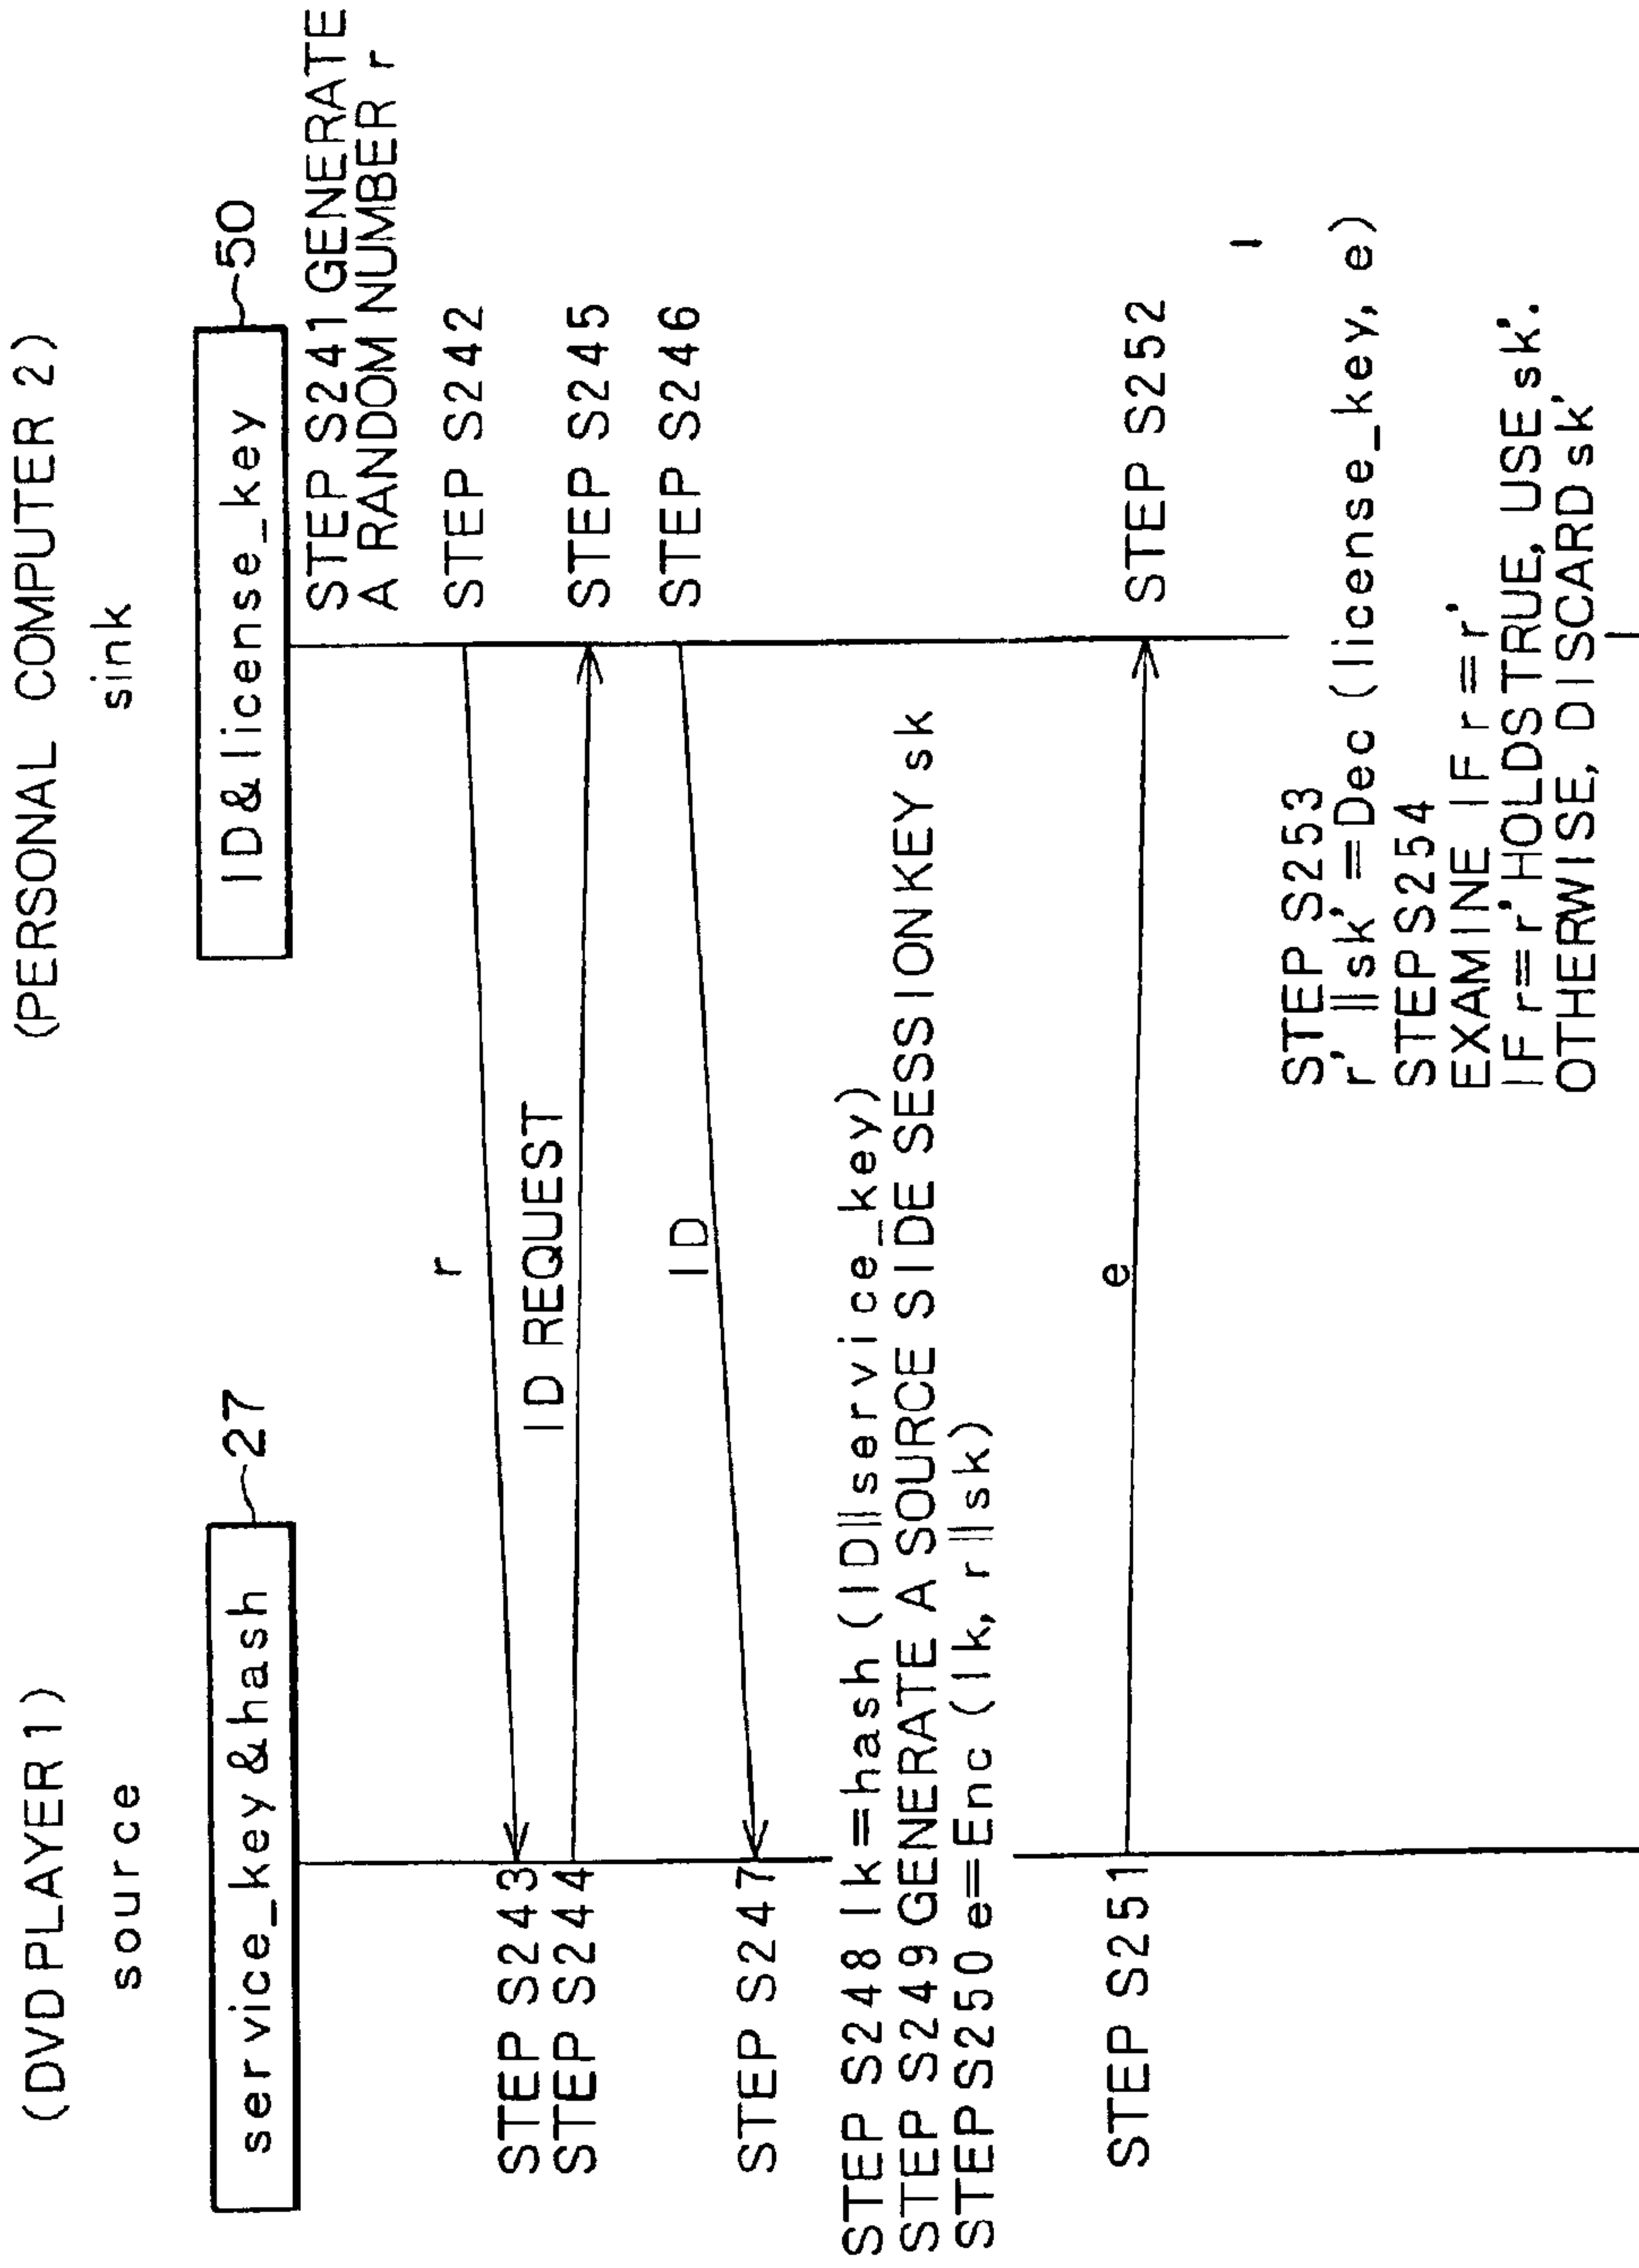 (DVD PLAYER 1)
source
service_key&hash
27
(PERSONAL COMPUTER 2)
sink
ID&license_key
50
STEP S241 GENERATE
A RANDOM NUMBER r
STEP S242
r
STEP S243
STEP S244
ID REQUEST
STEP S245
STEP S246
ID
STEP S247
STEP S248 lk=hash (ID||service_key)
STEP S249 GENERATE A SOURCE SIDE SESSION KEY sk
STEP S250 e=Enc (lk, r||sk)
STEP S251
e
STEP S252
STEP S253
r'||sk'=Dec (license_key, e)
STEP S254
EXAMINE IF r=r'
IF r=r' HOLDS TRUE, USE sk'.
OTHERWISE, DISCARD sk'